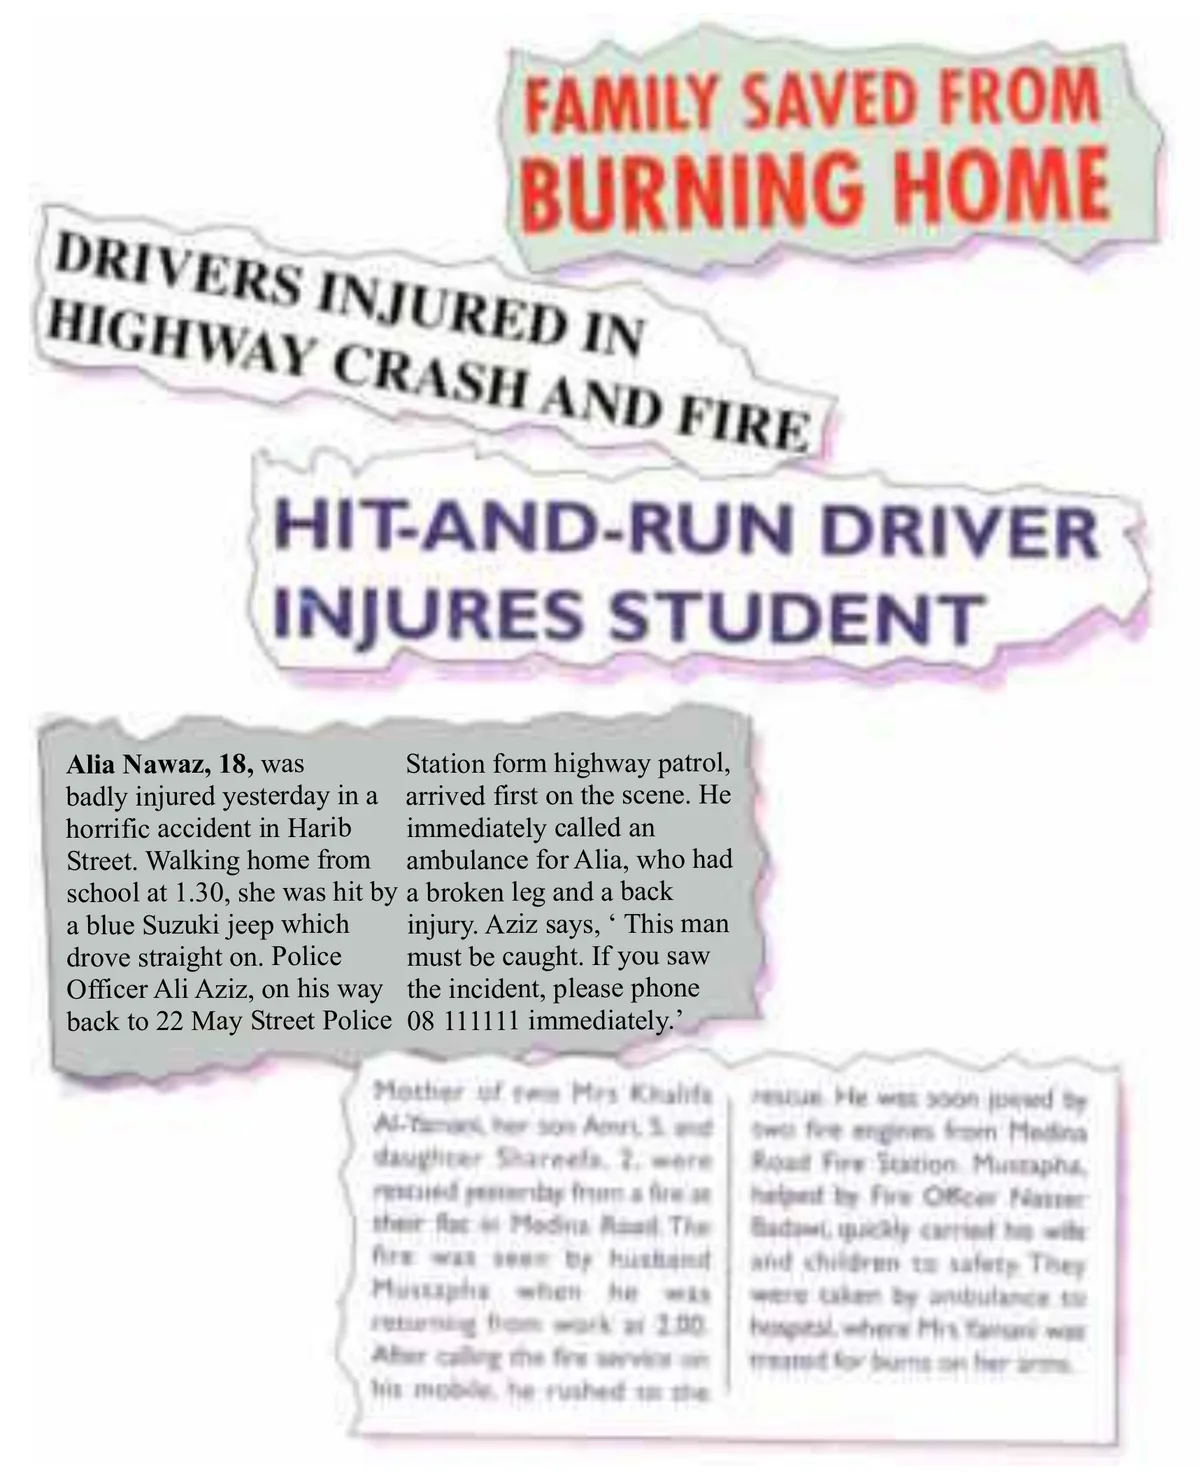 FAMILY SAVED FROM
BURNING HOME
DRIVERS INJURED IN
HIGHWAY CRASH AND FIRE
HIT-AND-RUN DRIVER
INJURES STUDENT
Alia Nawaz, 18, was
badly injured yesterday in a
horrific accident in Harib
Street. Walking home from
school at 1.30, she was hit by
a blue Suzuki jeep which
drove straight on. Police
Officer Ali Aziz, on his way
back to 22 May Street Police
Station form highway patrol,
arrived first on the scene. He
immediately called an
ambulance for Alia, who had
a broken leg and a back
injury. Aziz says, ‘ This man
must be caught. If you saw
the incident, please phone
08 111111 immediately.’
Mother of two Mrs Khalifa
Al-Yamani, her son Amri, 5, and
daughter Shareefa, 2, were
rescued yesterday from a fire at
their flat in Medina Road. The
fire was seen by husband
Mustapha when he was
returning from work at 2.00.
After calling the fire service on
his mobile, he rushed to the
rescue. He was soon joined by
two fire engines from Medina
Road Fire Station. Mustapha,
helped by Fire Officer Nasser
Badawi, quickly carried his wife
and children to safety. They
were taken by ambulance to
hospital, where Mrs Yamani was
treated for burns on her arms.